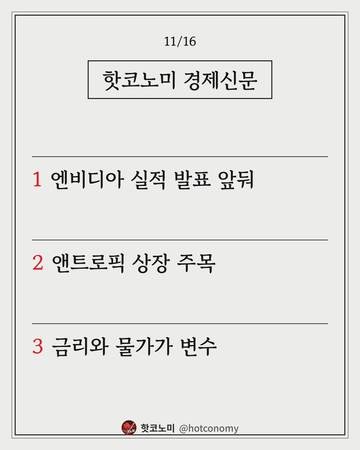 11/16
핫코노미 경제신문
1 엔비디아 실적 발표 앞둬
2 앤트로픽 상장 주목
3 금리와 물가가 변수
핫코노미 @hotconomy